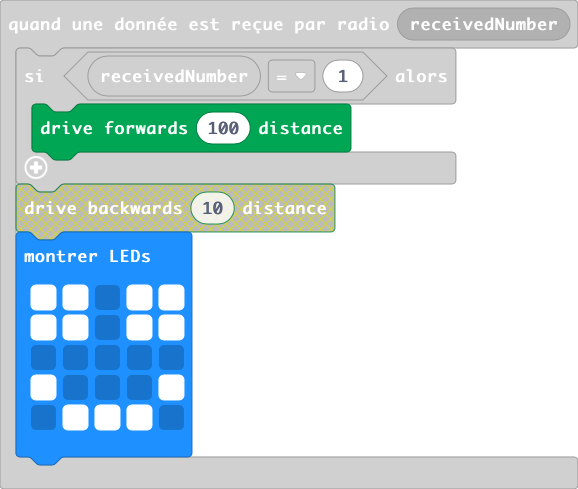 quand une donnée est reçue par radio receivedNumber
si receivedNumber = 1 alors
drive forwards 100 distance
drive backwards 10 distance
montrer LEDs